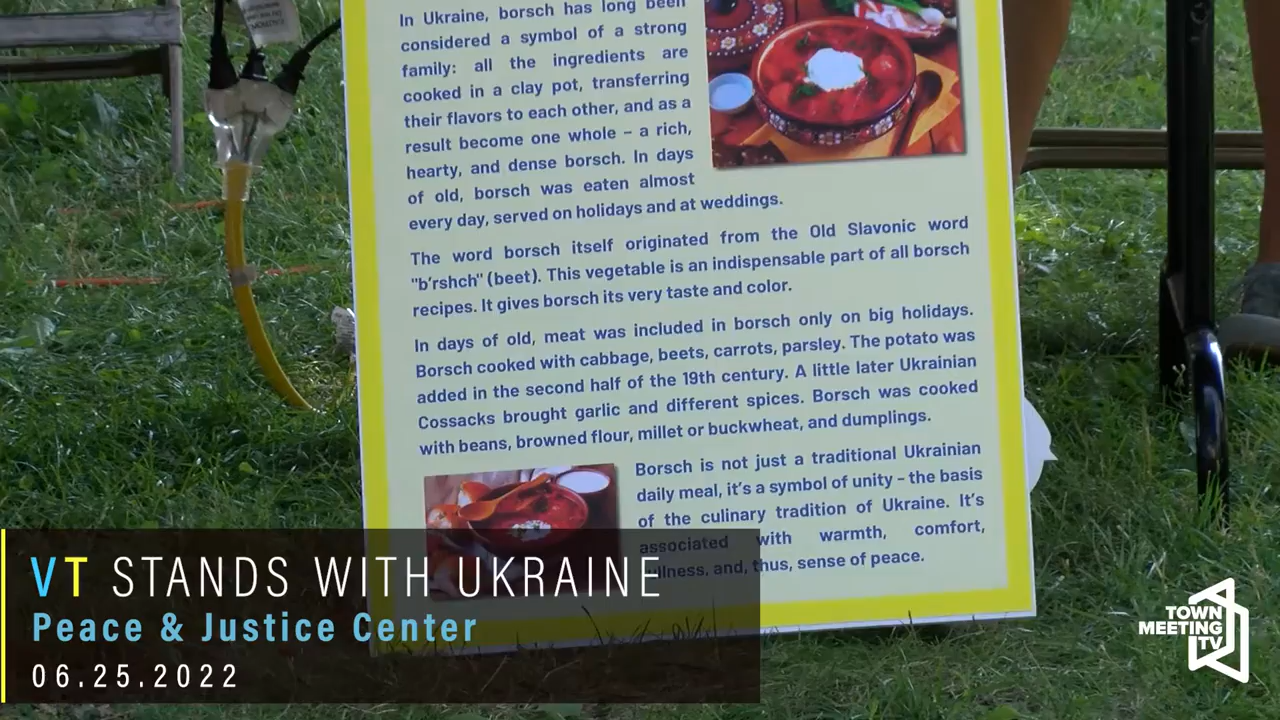 In Ukraine, borsch has long been
considered a symbol of a strong
family: all the ingredients are
cooked in a clay pot, transferring
their flavors to each other, and as a
result become one whole – a rich,
hearty, and dense borsch. In days
of old, borsch was eaten almost
every day, served on holidays and at weddings.
The word borsch itself originated from the Old Slavonic word
"b'rshch" (beet). This vegetable is an indispensable part of all borsch
recipes. It gives borsch its very taste and color.
In days of old, meat was included in borsch only on big holidays.
Borsch cooked with cabbage, beets, carrots, parsley. The potato was
added in the second half of the 19th century. A little later Ukrainian
Cossacks brought garlic and different spices. Borsch was cooked
with beans, browned flour, millet or buckwheat, and dumplings.
Borsch is not just a traditional Ukrainian
daily meal, it's a symbol of unity – the basis
of the culinary tradition of Ukraine. It's
associated with warmth, comfort,
and, thus, sense of peace.
VT STANDS WITH UKRAINE
Peace & Justice Center
06.25.2022
TOWN
MEETING
TV